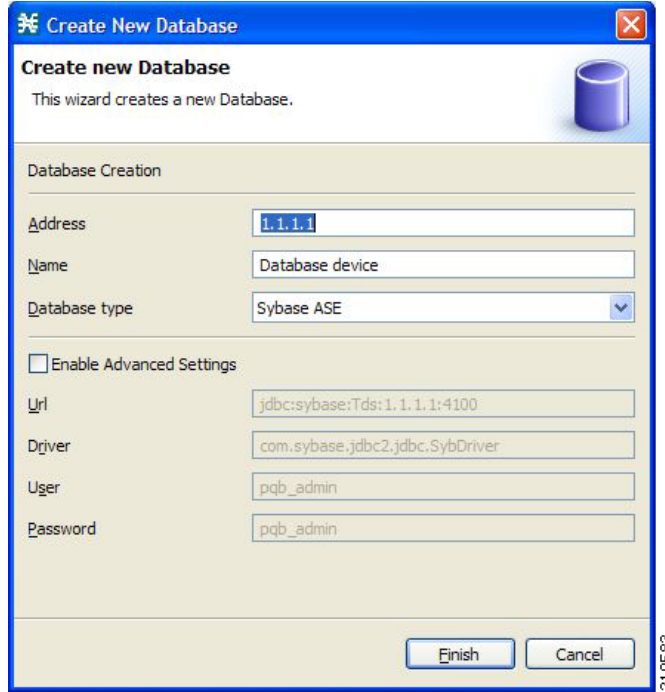 Create New Database
Create new Database
This wizard creates a new Database.
Database Creation
Address 1.1.1.1
Name Database device
Database type Sybase ASE
Enable Advanced Settings
Url jdbc:sybase:Tds:1.1.1.1:4100
Driver com.sybase.jdbc2.jdbc.SybDriver
User pqb_admin
Password pqb_admin
Finish Cancel